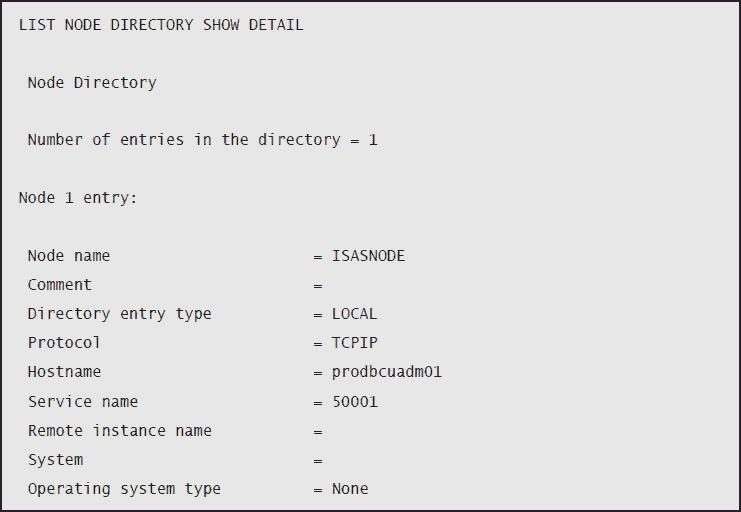 LIST NODE DIRECTORY SHOW DETAIL
Node Directory
Number of entries in the directory = 1
Node 1 entry:
Node name = ISASNODE
Comment =
Directory entry type = LOCAL
Protocol = TCPIP
Hostname = prodbcuadm01
Service name = 50001
Remote instance name =
System =
Operating system type = None